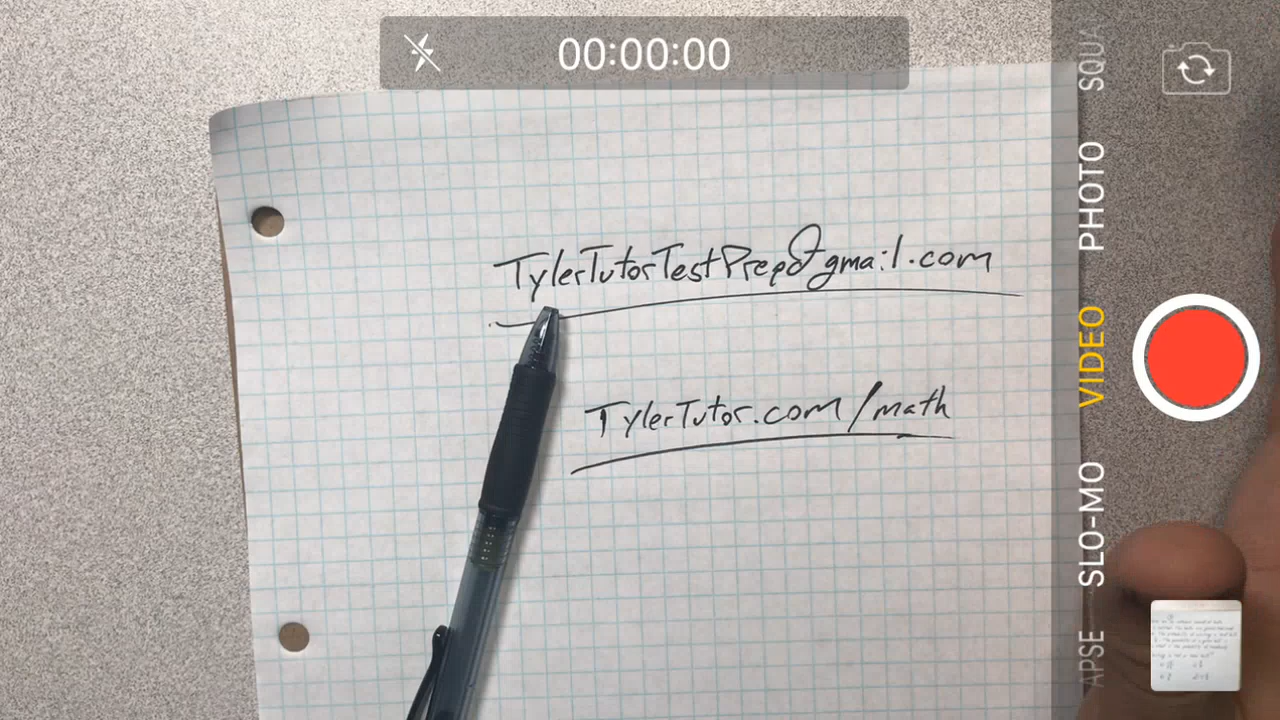 00:00:00
TylerTutorTestPrep@gmail.com
TylerTutor.com/math
SQUA
PHOTO
VIDEO
SLO-MO
APSE